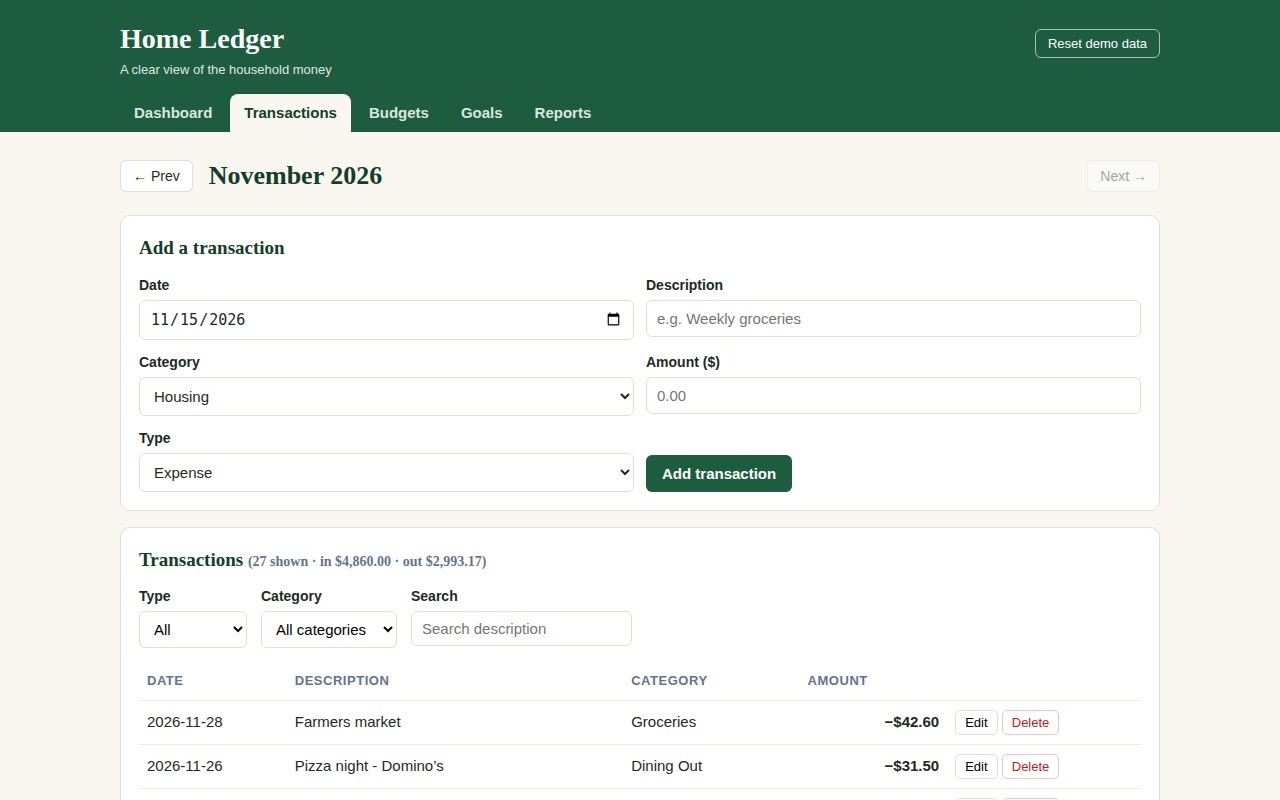 Home Ledger
A clear view of the household money
Reset demo data
Dashboard Transactions Budgets Goals Reports
← Prev November 2026 Next →
Add a transaction
Date Description
11/15/2026 e.g. Weekly groceries
Category Amount ($)
Housing 0.00
Type
Expense Add transaction
Transactions (27 shown · in $4,860.00 · out $2,993.17)
Type Category Search
All All categories Search description
DATE DESCRIPTION CATEGORY AMOUNT
2026-11-28 Farmers market Groceries −$42.60 Edit Delete
2026-11-26 Pizza night - Domino’s Dining Out −$31.50 Edit Delete